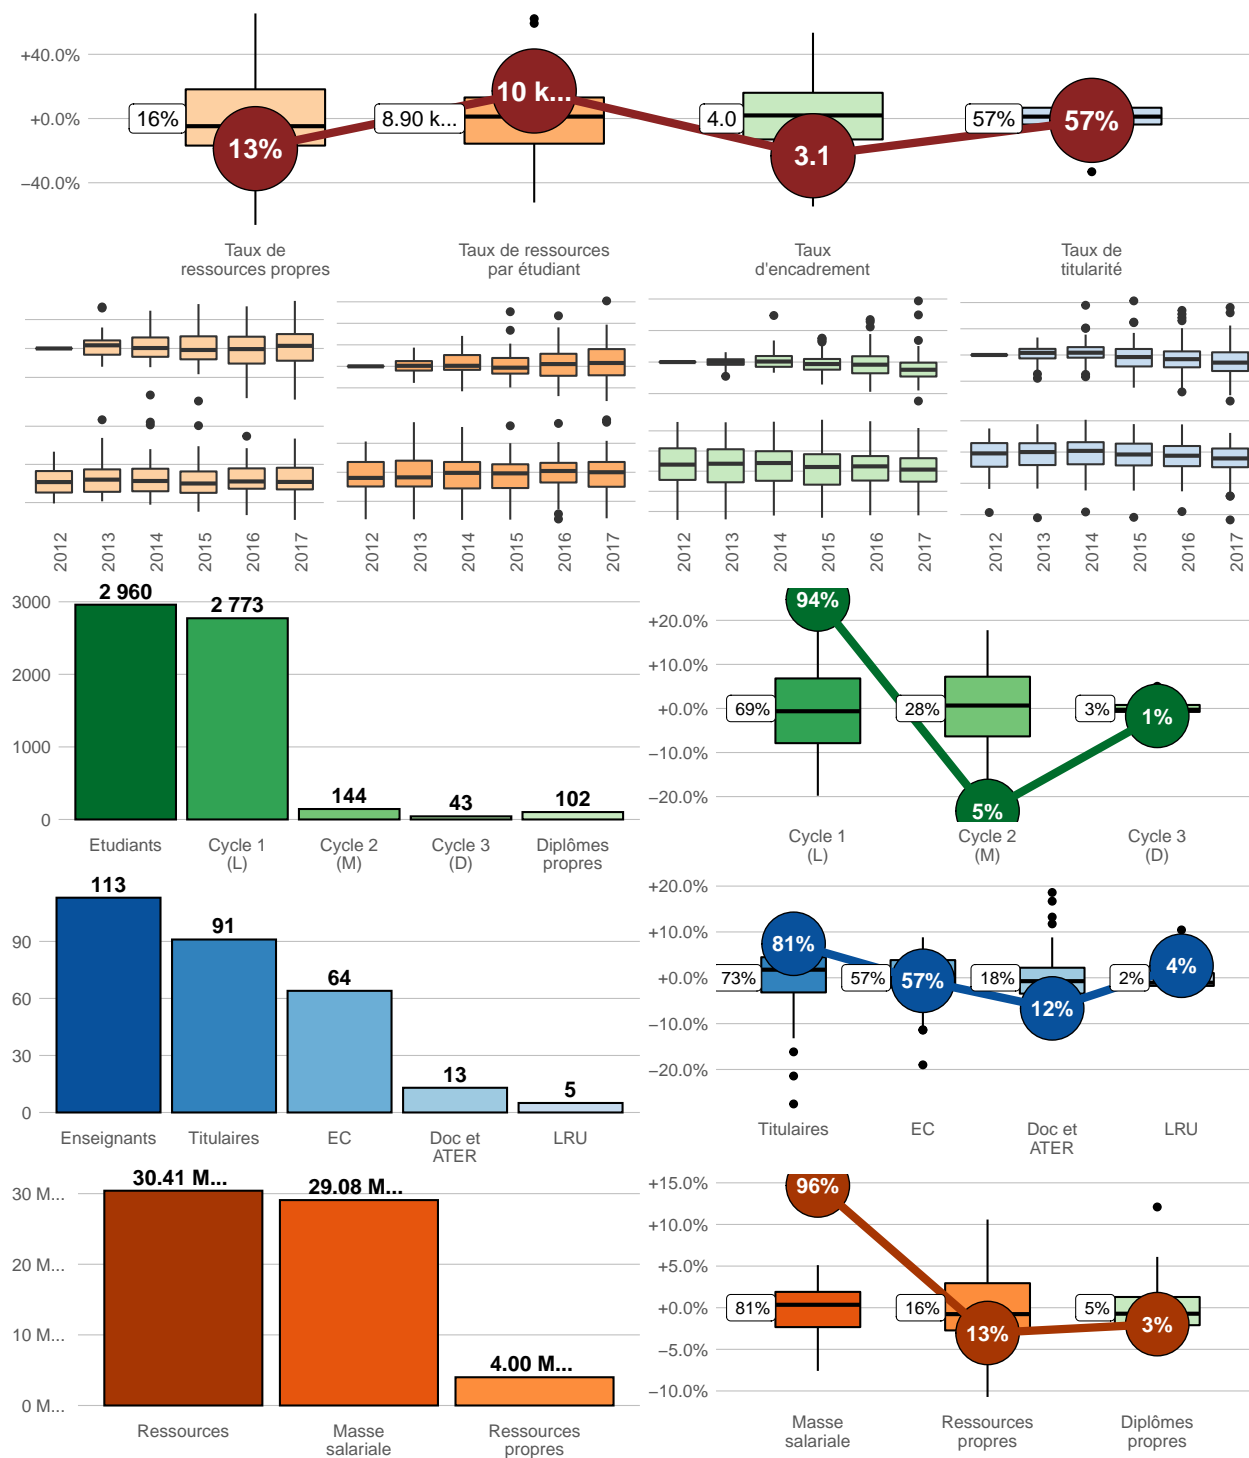 +40.0%
+0.0%
−40.0%
16%
13%
8.90 k...
10 k...
4.0
3.1
57%
57%
Taux de
ressources propres
Taux de ressources
par étudiant
Taux
d'encadrement
Taux de
titularité
2012
2013
2014
2015
2016
2017
2012
2013
2014
2015
2016
2017
2012
2013
2014
2015
2016
2017
2012
2013
2014
2015
2016
2017
3000
2000
1000
0
2 960
2 773
144
43
102
Etudiants
Cycle 1
(L)
Cycle 2
(M)
Cycle 3
(D)
Diplômes
propres
+20.0%
+10.0%
+0.0%
−10.0%
−20.0%
94%
69%
28%
5%
3%
1%
Cycle 1
(L)
Cycle 2
(M)
Cycle 3
(D)
90
60
30
0
113
91
64
13
5
Enseignants
Titulaires
EC
Doc et
ATER
LRU
+20.0%
+10.0%
+0.0%
−10.0%
−20.0%
73%
81%
57%
57%
18%
12%
2%
4%
Titulaires
EC
Doc et
ATER
LRU
30 M...
20 M...
10 M...
0 M...
30.41 M...
29.08 M...
4.00 M...
Ressources
Masse
salariale
Ressources
propres
+15.0%
+10.0%
+5.0%
+0.0%
−5.0%
−10.0%
96%
81%
16%
13%
5%
3%
Masse
salariale
Ressources
propres
Diplômes
propres